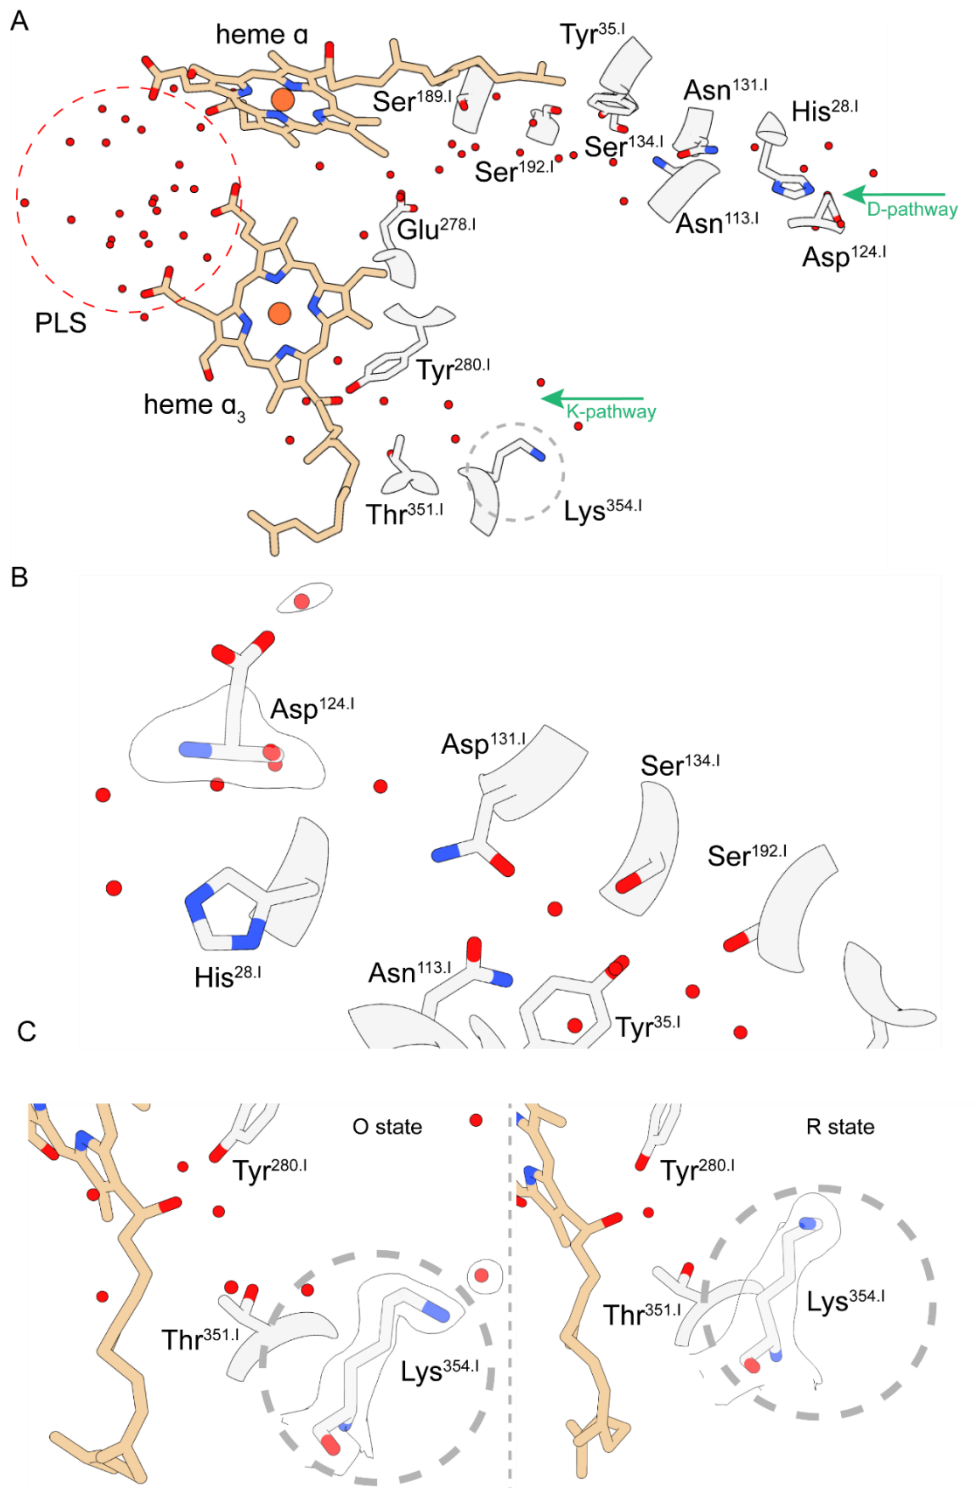 A
heme a
Tyr35.I
Ser189.I
Asn131.I
His28.I
Ser134.I
Ser192.I
D-pathway
Glu278.I
Asn113.I
Asp124.I
PLS
Tyr280.I
heme a3
K-pathway
Thr351.I
Lys354.I
B
Asp124.I
Asp131.I
Ser134.I
Ser192.I
His28.I
Asn113.I
Tyr35.I
C
O state
R state
Tyr280.I
Tyr280.I
Thr351.I
Lys354.I
Thr351.I
Lys354.I